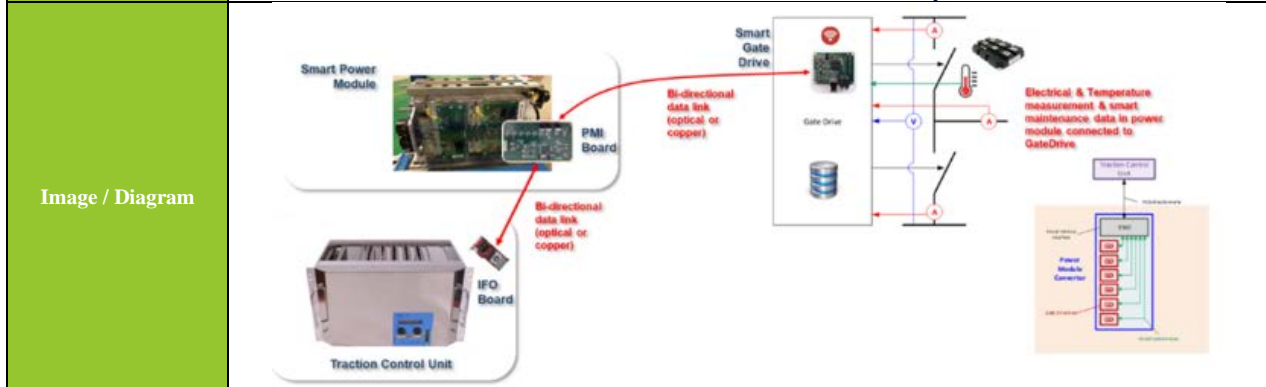 Image / Diagram
Smart Power
Module
PMI
Board
Bi-directional
data link
(optical or
copper)
IFO
Board
Traction Control Unit
Bi-directional
data link
(optical or
copper)
Smart
Gate
Drive
Gate Drive
A
V
A
A
Electrical & Temperature
measurement & smart
maintenance data in power
module connected to
GateDrive
Traction Control
Unit
Power
Module
Converter